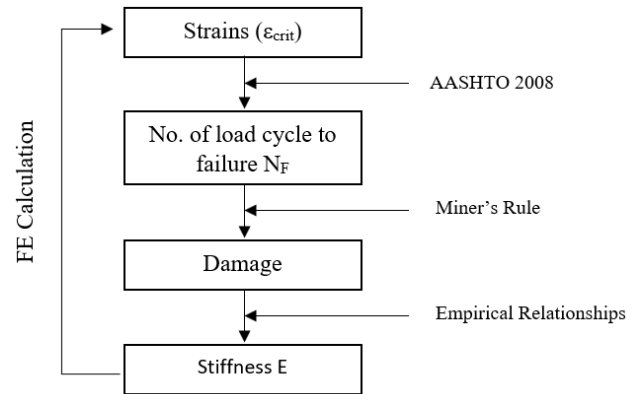 Strains (εcrit)
AASHTO 2008
No. of load cycle to
failure NF
Miner's Rule
Damage
Empirical Relationships
Stiffness E
FE Calculation